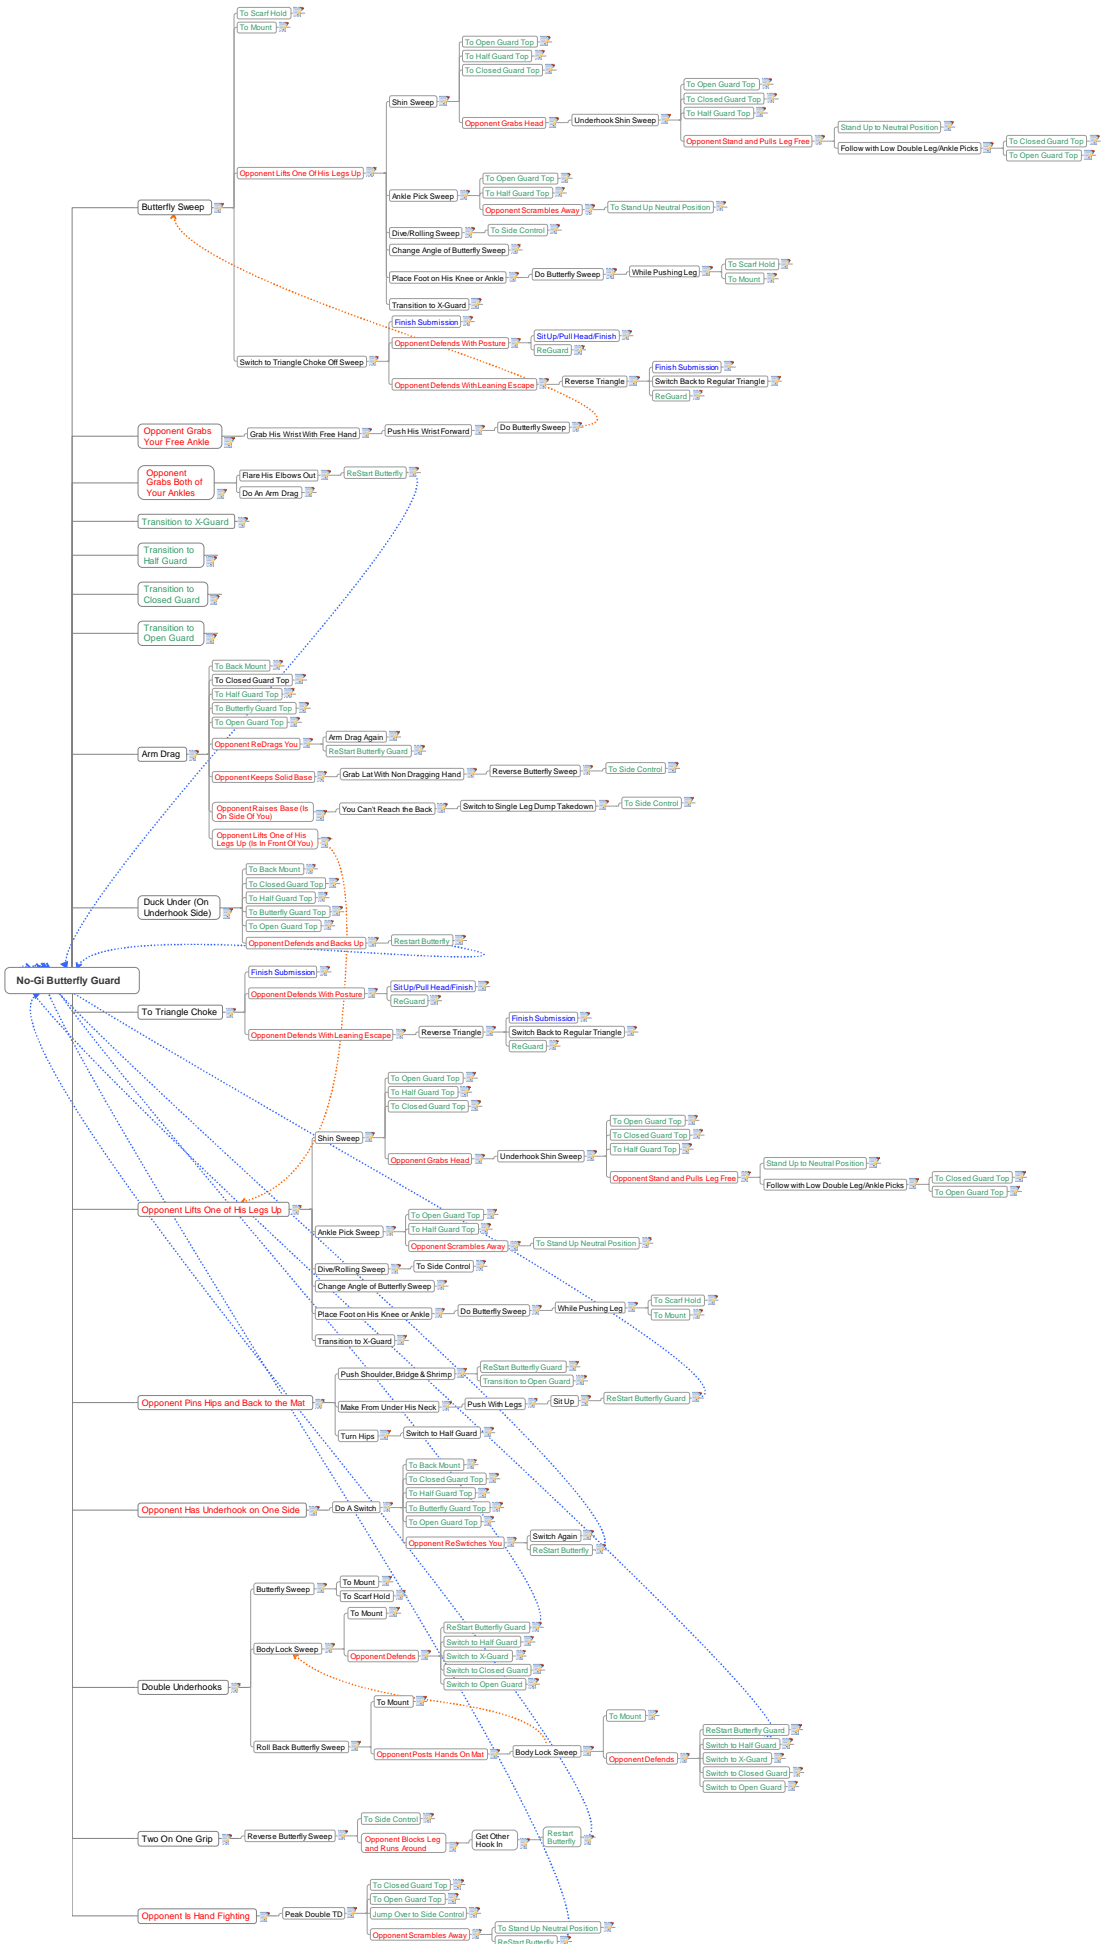 To Scarf Hold
To Mount
To Open Guard Top
To Half Guard Top
To Closed Guard Top
Shin Sweep
Opponent Grabs Head
Underhook Shin Sweep
To Open Guard Top
To Closed Guard Top
To Half Guard Top
Opponent Stand and Pulls Leg Free
Stand Up to Neutral Position
Follow with Low Double Leg/Ankle Picks
To Closed Guard Top
To Open Guard Top
Opponent Lifts One Of His Legs Up
Ankle Pick Sweep
To Open Guard Top
To Half Guard Top
Opponent Scrambles Away
To Stand Up Neutral Position
Butterfly Sweep
Dive/Rolling Sweep
To Side Control
Change Angle of Butterfly Sweep
Place Foot on His Knee or Ankle
Do Butterfly Sweep
While Pushing Leg
To Scarf Hold
To Mount
Transition to X-Guard
Switch to Triangle Choke Off Sweep
Finish Submission
Opponent Defends With Posture
Sit Up/Pull Head/Finish
ReGuard
Opponent Defends With Leaning Escape
Reverse Triangle
Finish Submission
Switch Back to Regular Triangle
ReGuard
Opponent Grabs
Your Free Ankle
Grab His Wrist With Free Hand
Push His Wrist Forward
Do Butterfly Sweep
Opponent
Grabs Both of
Your Ankles
Flare His Elbows Out
ReStart Butterfly
Do An Arm Drag
Transition to X-Guard
Transition to
Half Guard
Transition to
Closed Guard
Transition to
Open Guard
Arm Drag
To Back Mount
To Closed Guard Top
To Half Guard Top
To Butterfly Guard Top
To Open Guard Top
Opponent ReDrags You
Arm Drag Again
ReStart Butterfly Guard
Opponent Keeps Solid Base
Grab Lat With Non Dragging Hand
Reverse Butterfly Sweep
To Side Control
Opponent Raises Base (Is
On Side Of You)
You Can't Reach the Back
Switch to Single Leg Dump Takedown
To Side Control
Opponent Lifts One of His
Legs Up (Is In Front Of You)
Duck Under (On
Underhook Side)
To Back Mount
To Closed Guard Top
To Half Guard Top
To Butterfly Guard Top
To Open Guard Top
Opponent Defends and Backs Up
Restart Butterfly
No-Gi Butterfly Guard
To Triangle Choke
Finish Submission
Opponent Defends With Posture
Sit Up/Pull Head/Finish
ReGuard
Opponent Defends With Leaning Escape
Reverse Triangle
Finish Submission
Switch Back to Regular Triangle
ReGuard
Opponent Lifts One of His Legs Up
Shin Sweep
To Open Guard Top
To Half Guard Top
To Closed Guard Top
Opponent Grabs Head
Underhook Shin Sweep
To Open Guard Top
To Closed Guard Top
To Half Guard Top
Opponent Stand and Pulls Leg Free
Stand Up to Neutral Position
Follow with Low Double Leg/Ankle Picks
To Closed Guard Top
To Open Guard Top
Ankle Pick Sweep
To Open Guard Top
To Half Guard Top
Opponent Scrambles Away
To Stand Up Neutral Position
Dive/Rolling Sweep
To Side Control
Change Angle of Butterfly Sweep
Place Foot on His Knee or Ankle
Do Butterfly Sweep
While Pushing Leg
To Scarf Hold
To Mount
Transition to X-Guard
Opponent Pins Hips and Back to the Mat
Push Shoulder, Bridge & Shrimp
ReStart Butterfly Guard
Transition to Open Guard
Make From Under His Neck
Push With Legs
Sit Up
ReStart Butterfly Guard
Turn Hips
Switch to Half Guard
Opponent Has Underhook on One Side
Do A Switch
To Back Mount
To Closed Guard Top
To Half Guard Top
To Butterfly Guard Top
To Open Guard Top
Opponent ReSwtiches You
Switch Again
ReStart Butterfly
Double Underhooks
Butterfly Sweep
To Mount
To Scarf Hold
Body Lock Sweep
To Mount
Opponent Defends
ReStart Butterfly Guard
Switch to Half Guard
Switch to X-Guard
Switch to Closed Guard
Switch to Open Guard
Roll Back Butterfly Sweep
To Mount
Opponent Posts Hands On Mat
Body Lock Sweep
To Mount
Opponent Defends
ReStart Butterfly Guard
Switch to Half Guard
Switch to X-Guard
Switch to Closed Guard
Switch to Open Guard
Two On One Grip
Reverse Butterfly Sweep
To Side Control
Opponent Blocks Leg
and Runs Around
Get Other
Hook In
Restart
Butterfly
Opponent Is Hand Fighting
Peak Double TD
To Closed Guard Top
To Open Guard Top
Jump Over to Side Control
Opponent Scrambles Away
To Stand Up Neutral Position
ReStart Butterfly